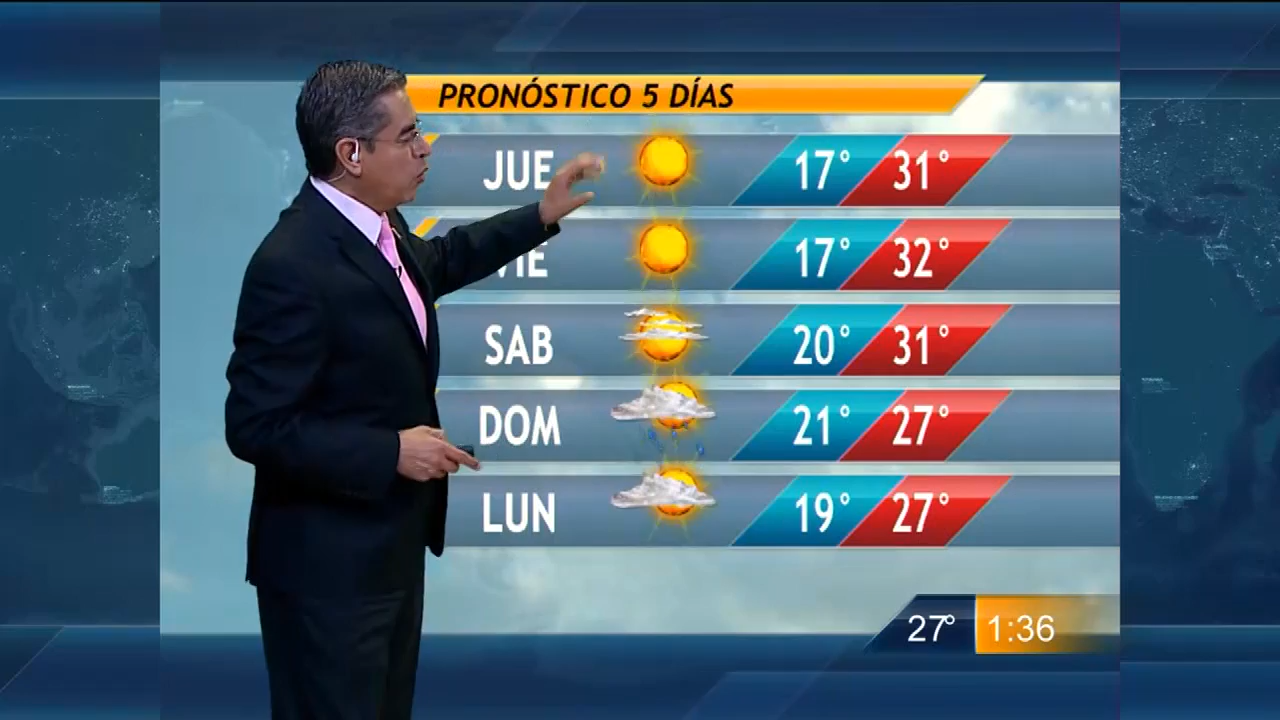 PRONÓSTICO 5 DÍAS
JUE 17° 31°
VIE 17° 32°
SAB 20° 31°
DOM 21° 27°
LUN 19° 27°
27° 1:36